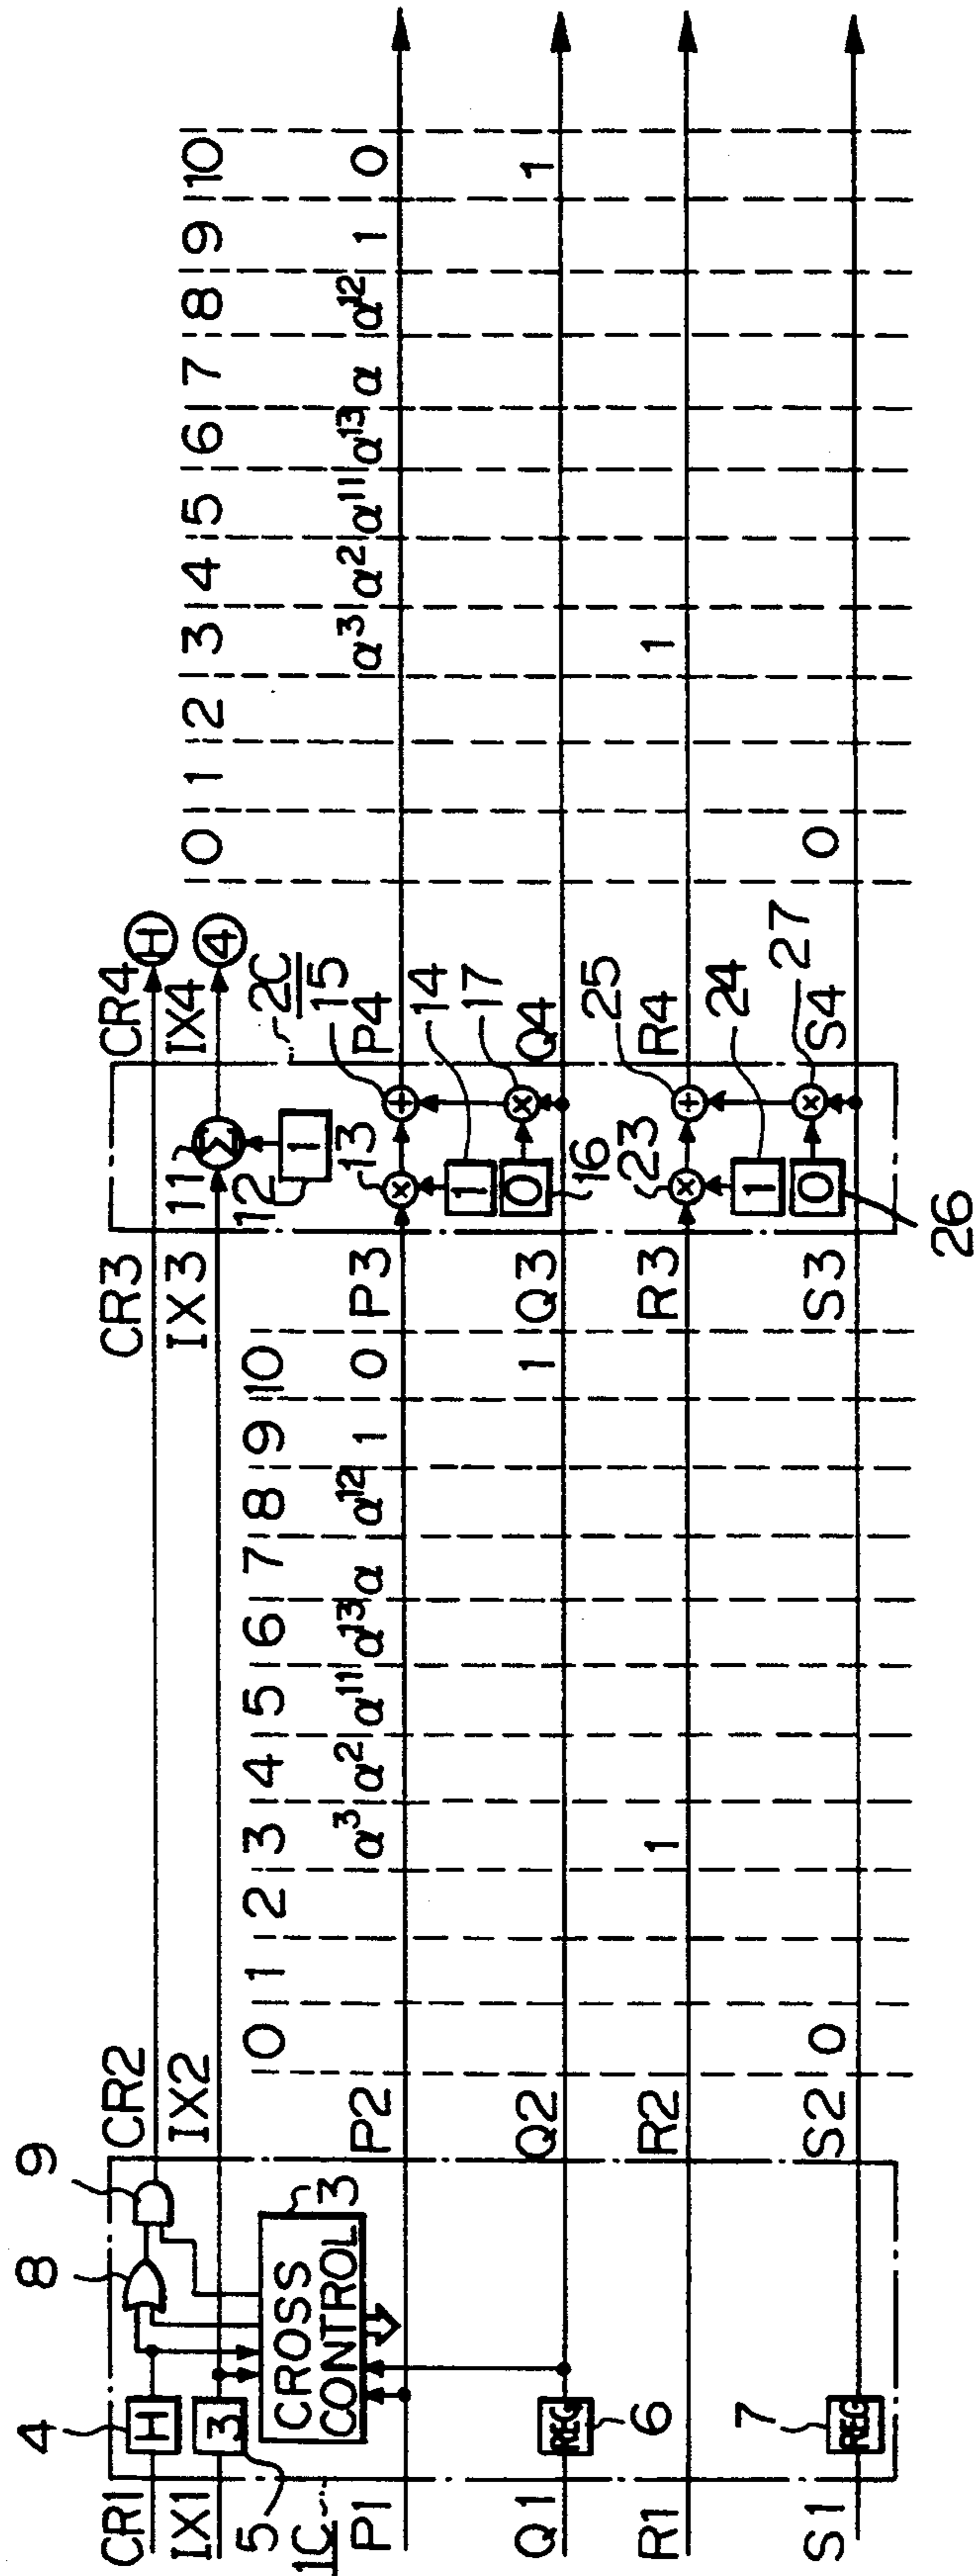 CR1 4 H 8 9 CR2 CR3 CR4 H
IX1 3 IX2 IX3 11 Σ IX4 4
5 CROSS CONTROL 3
12 1
1C 2C
0 1 2 3 4 5 6 7 8 9 10
0 1 2 3 4 5 6 7 8 9 10
P1 P2 α³ α² α¹¹ α¹³ α α¹² 1 0 P3 13 × + 15 P4 α³ α² α¹¹ α¹³ α α¹² 1 0
1 14
Q1 REG 6 Q2 1 Q3 0 16 × 17 Q4 1
R1 R2 1 R3 23 × + 25 R4 1
1 24
S1 7 REG S2 0 S3 0 26 × 27 S4 0